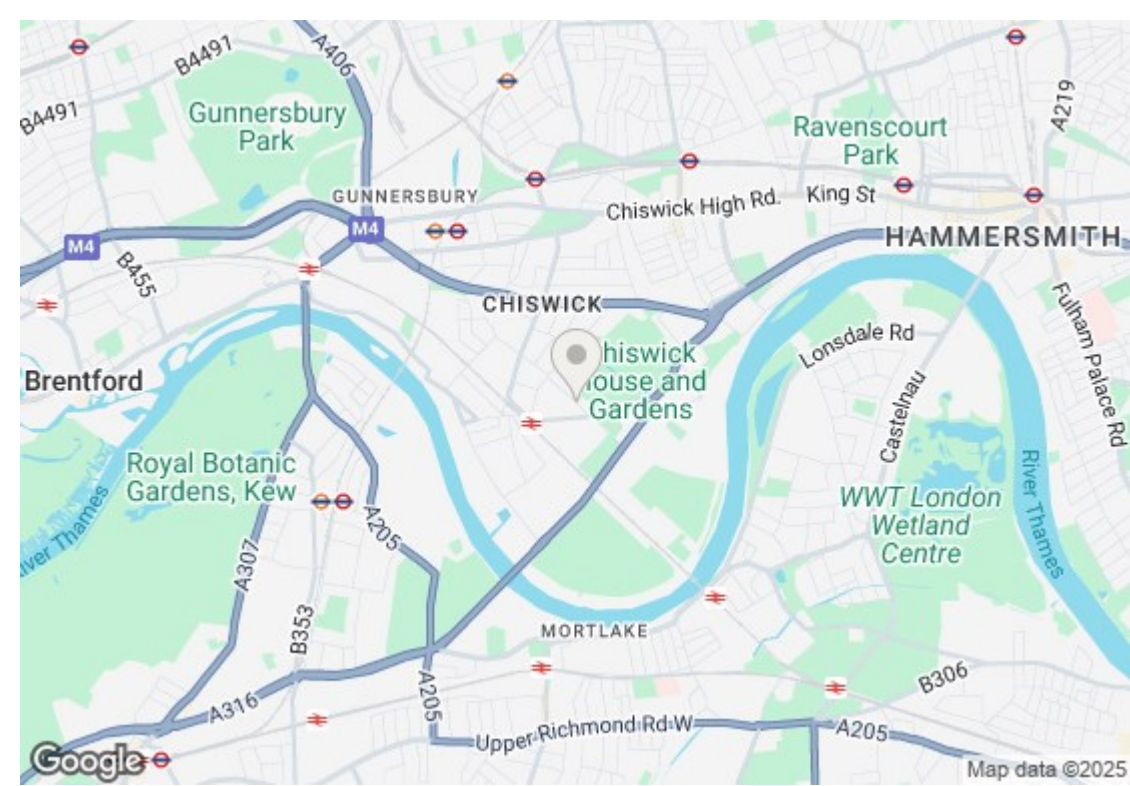 B4491
A406
B4491
A219
Gunnersbury
Park
Ravenscourt
Park
GUNNERSBURY
Chiswick High Rd.
King St
M4
M4
HAMMERSMITH
B455
CHISWICK
Fulham Palace Rd
Lonsdale Rd
hiswick
ouse and
Gardens
Brentford
Castelnau
Royal Botanic
Gardens, Kew
WWT London
Wetland
Centre
River Thames
River Thames
A205
A307
B353
MORTLAKE
A316
A205
B306
Upper Richmond Rd W
A205
Google
Map data ©2025